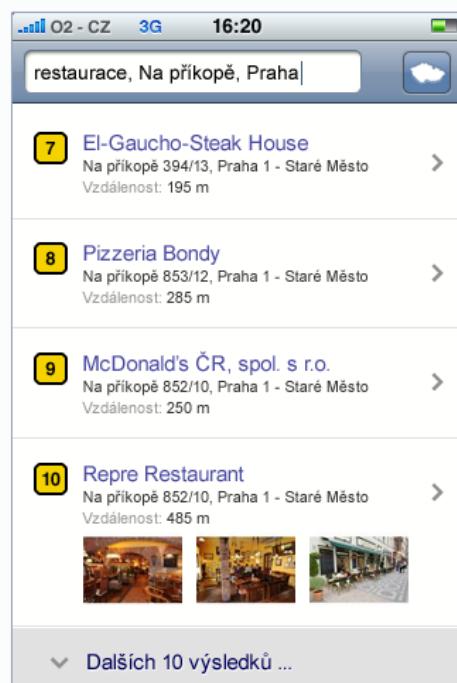 O2 - CZ 3G 16:20
restaurace, Na příkopě, Praha
7 El-Gaucho-Steak House
Na příkopě 394/13, Praha 1 - Staré Město
Vzdálenost: 195 m
8 Pizzeria Bondy
Na příkopě 853/12, Praha 1 - Staré Město
Vzdálenost: 285 m
9 McDonald's ČR, spol. s r.o.
Na příkopě 852/10, Praha 1 - Staré Město
Vzdálenost: 250 m
10 Repre Restaurant
Na příkopě 852/10, Praha 1 - Staré Město
Vzdálenost: 485 m
Dalších 10 výsledků ...